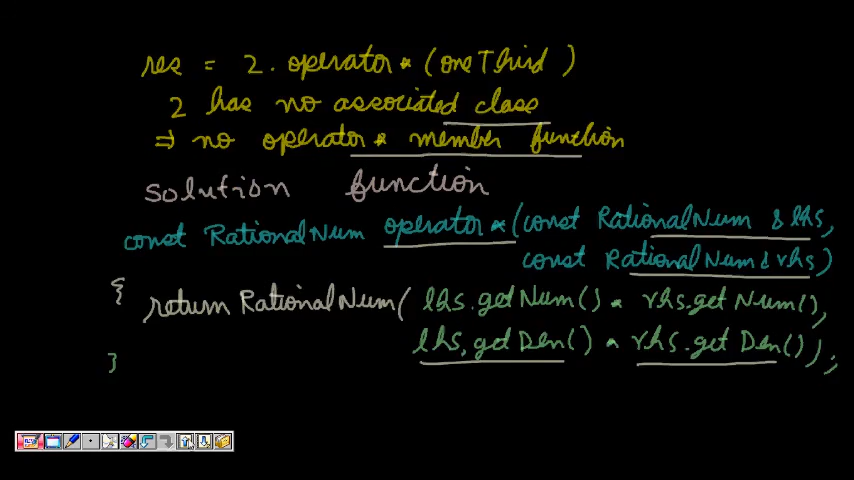 res = 2. operator * (oneThird)
2 has no associated class
⇒ no operator * member function
solution function
const RationalNum operator * (const RationalNum & lhs,
const RationalNum & rhs)
{ return RationalNum( lhs.getNum() * rhs.getNum(),
lhs.getDen() * rhs.getDen());
}